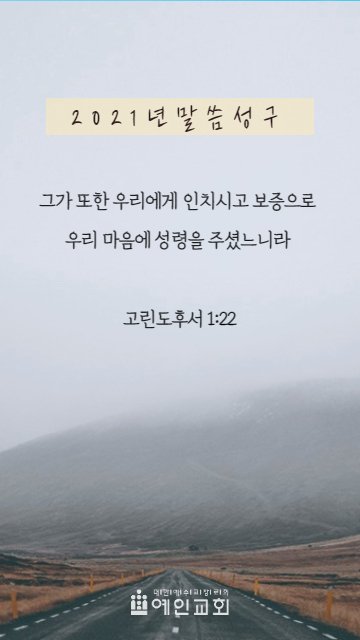 2021년말씀성구
그가 또한 우리에게 인치시고 보증으로
우리 마음에 성령을 주셨느니라
고린도후서 1:22
예인교회